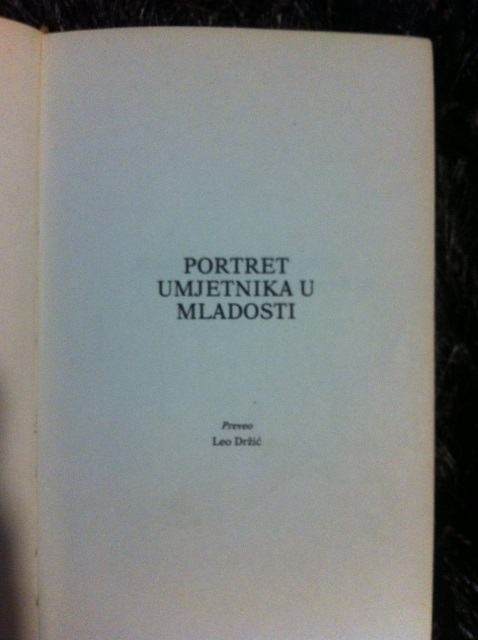 PORTRET
UMJETNIKA U
MLADOSTI
Preveo
Leo Držić